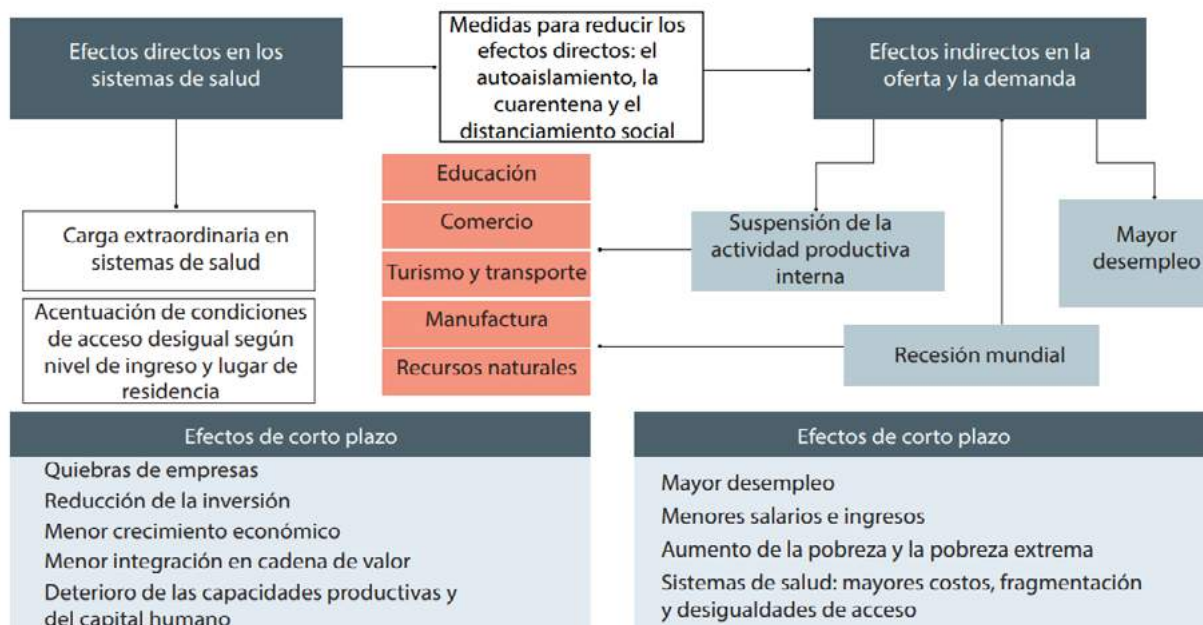 Efectos directos en los
sistemas de salud
Medidas para reducir los
efectos directos: el
autoaislamiento, la
cuarentena y el
distanciamiento social
Efectos indirectos en la
oferta y la demanda
Carga extraordinaria en
sistemas de salud
Acentuación de condiciones
de acceso desigual según
nivel de ingreso y lugar de
residencia
Educación
Comercio
Turismo y transporte
Manufactura
Recursos naturales
Suspensión de la
actividad productiva
interna
Mayor
desempleo
Recesión mundial
Efectos de corto plazo
Quiebras de empresas
Reducción de la inversión
Menor crecimiento económico
Menor integración en cadena de valor
Deterioro de las capacidades productivas y
del capital humano
Efectos de corto plazo
Mayor desempleo
Menores salarios e ingresos
Aumento de la pobreza y la pobreza extrema
Sistemas de salud: mayores costos, fragmentación
y desigualdades de acceso